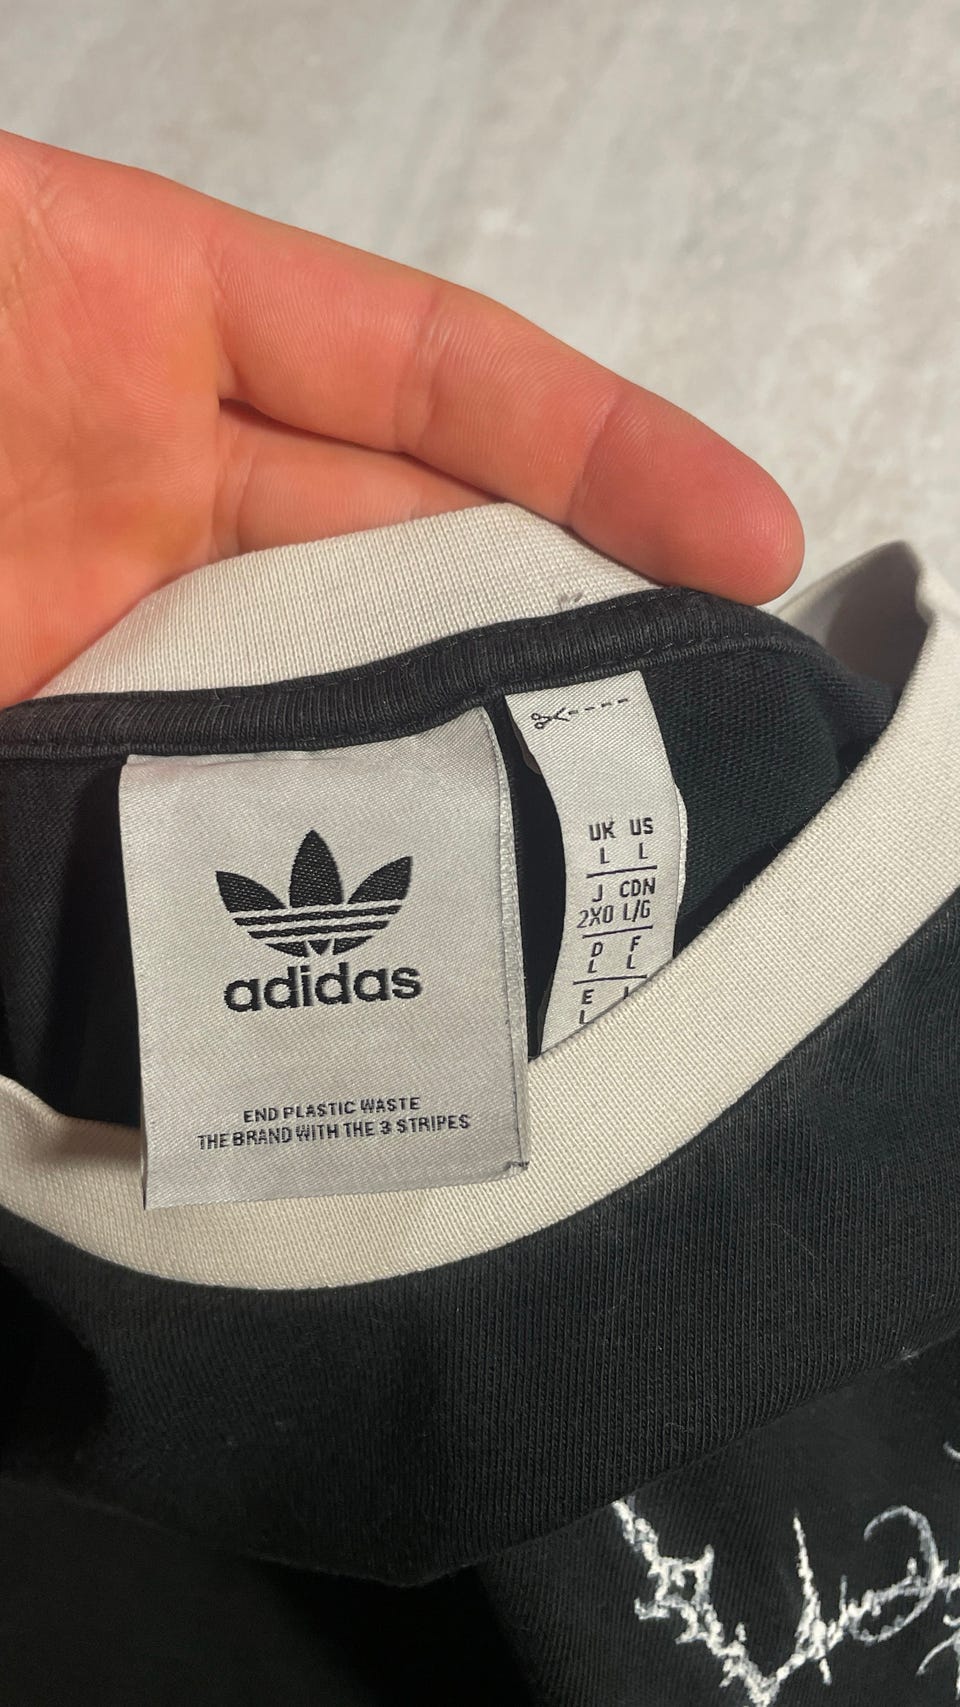 adidas
END PLASTIC WASTE
THE BRAND WITH THE 3 STRIPES
UK US
L L
J CDN
2XO L/G
D F
L L
E
L